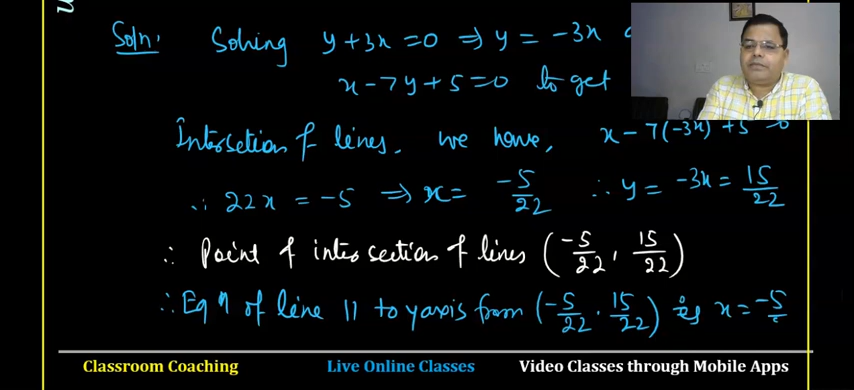 Soln: Solving y + 3x = 0 ⇒ y = -3x
x - 7y + 5 = 0 to get
Intersetion of lines, we have, x - 7(-3x) + 5 = 0
∴ 22x = -5 ⇒ x = -5/22 ∴ y = -3x = 15/22
∴ Point of intersection of lines (-5/22, 15/22)
∴ Eqn of line || to yaxis from (-5/22, 15/22) is x = -5/
Classroom Coaching Live Online Classes Video Classes through Mobile Apps